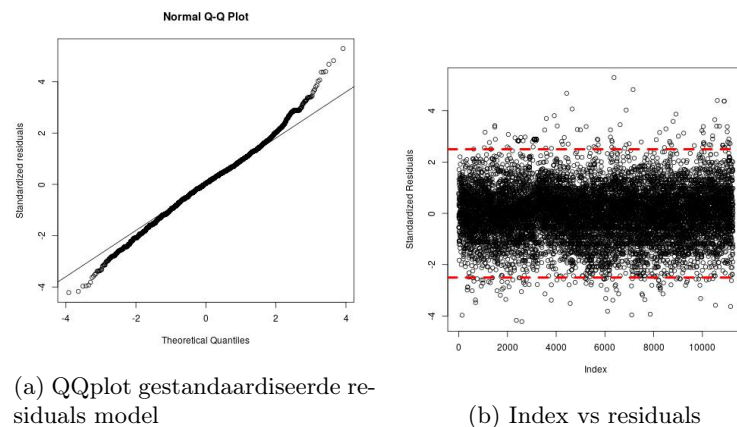 Normal Q-Q Plot
Standardized residuals
4
2
0
-2
-4
-4 -2 0 2 4
Theoretical Quantiles
(a) QQplot gestandaardiseerde re-
siduals model
Standardized Residuals
4
2
0
-2
-4
0 2000 4000 6000 8000 10000
Index
(b) Index vs residuals